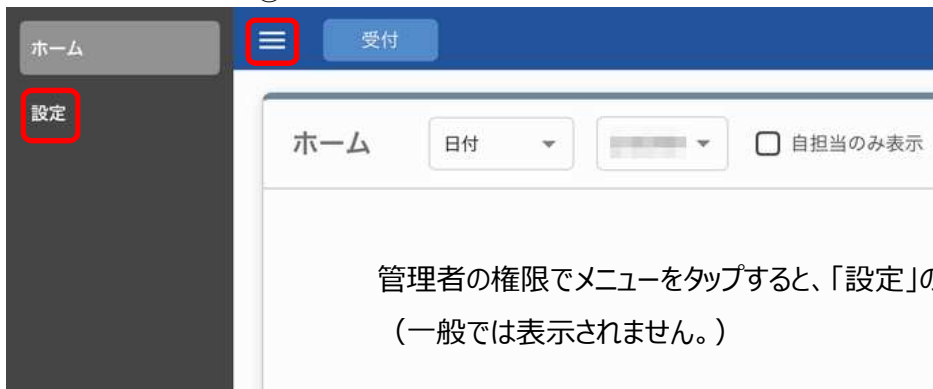 ホーム
受付
設定
ホーム 日付 自担当のみ表示
管理者の権限でメニューをタップすると、「設定」の
（一般では表示されません。）